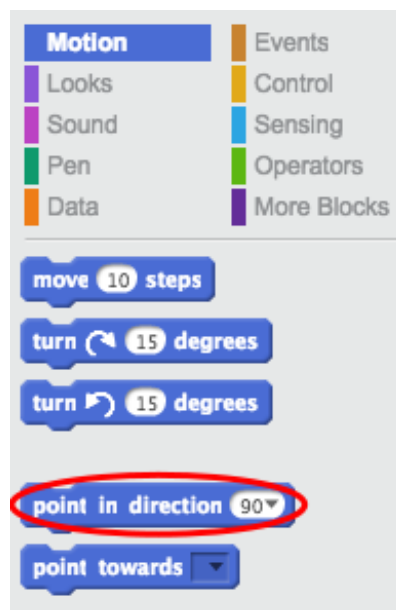 Motion Events
Looks Control
Sound Sensing
Pen Operators
Data More Blocks
move 10 steps
turn 15 degrees
turn 15 degrees
point in direction 90
point towards